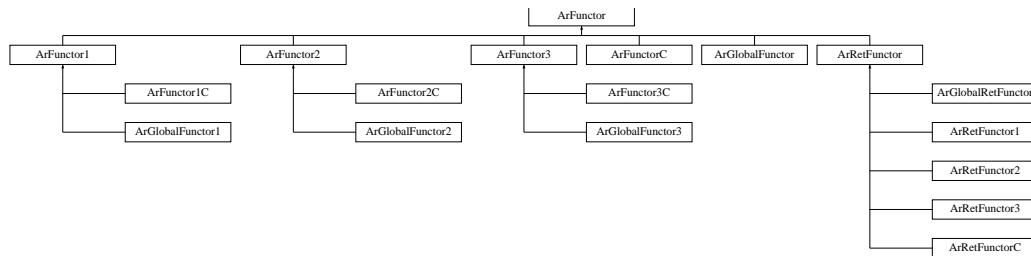 ArFunctor
ArFunctor1 ArFunctor2 ArFunctor3 ArFunctorC ArGlobalFunctor ArRetFunctor
ArFunctor1C ArFunctor2C ArFunctor3C ArGlobalRetFunctor
ArGlobalFunctor1 ArGlobalFunctor2 ArGlobalFunctor3 ArRetFunctor1
ArRetFunctor2
ArRetFunctor3
ArRetFunctorC